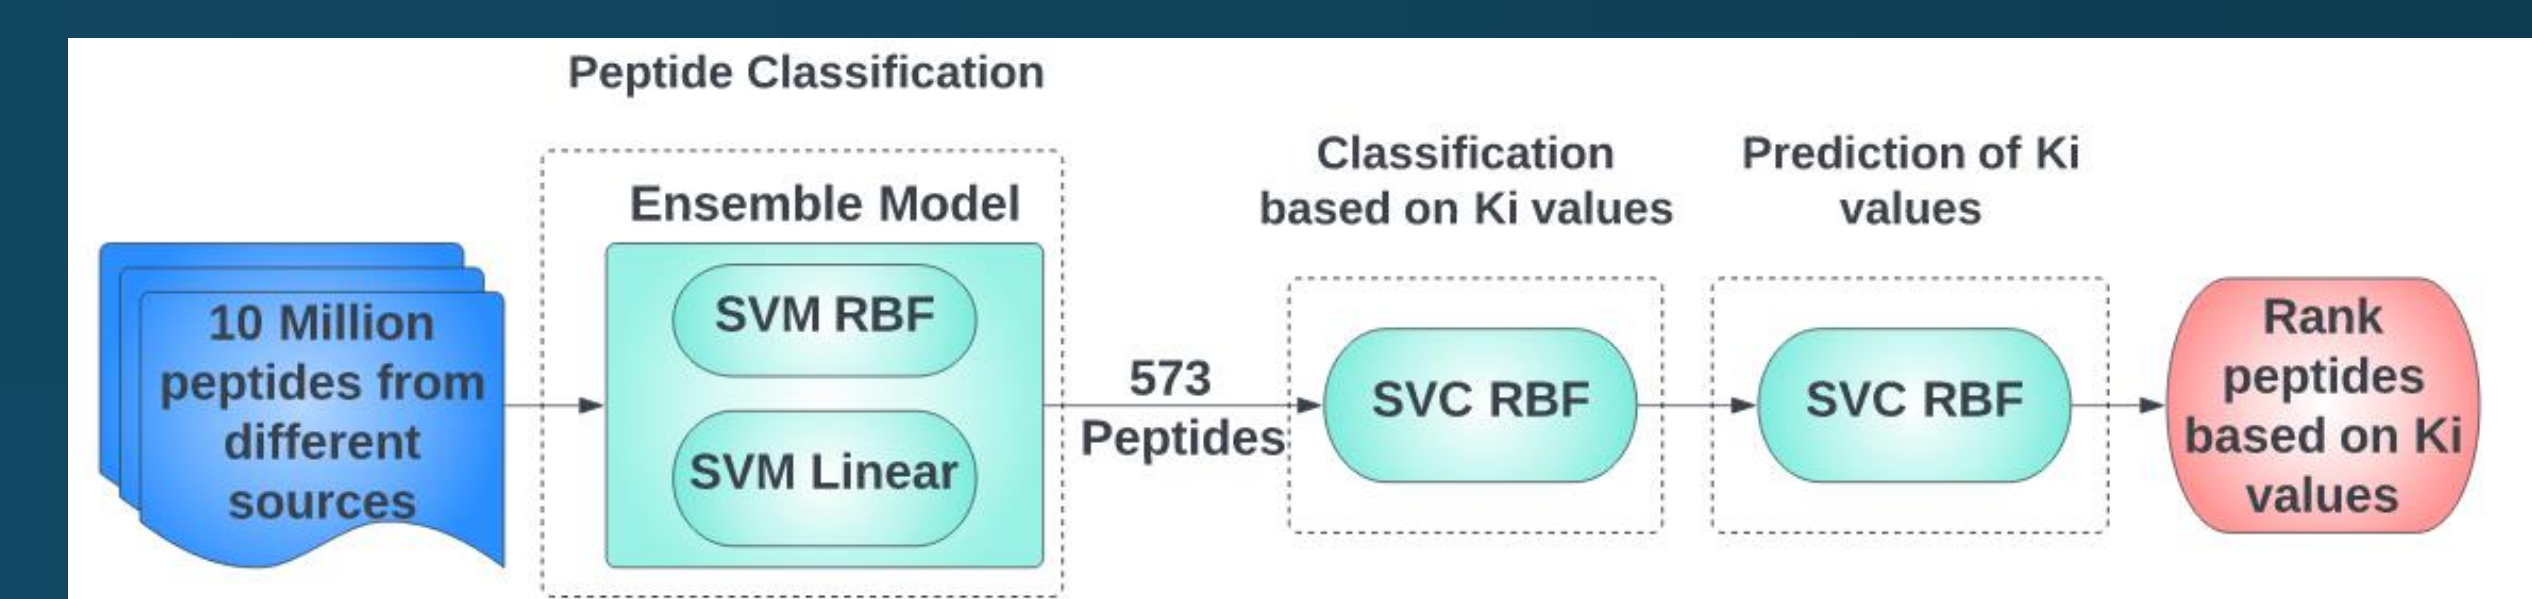 Peptide Classification
Ensemble Model
10 Million
peptides from
different
sources
SVM RBF
SVM Linear
573
Peptides
Classification
based on Ki values
SVC RBF
Prediction of Ki
values
SVC RBF
Rank
peptides
based on Ki
values